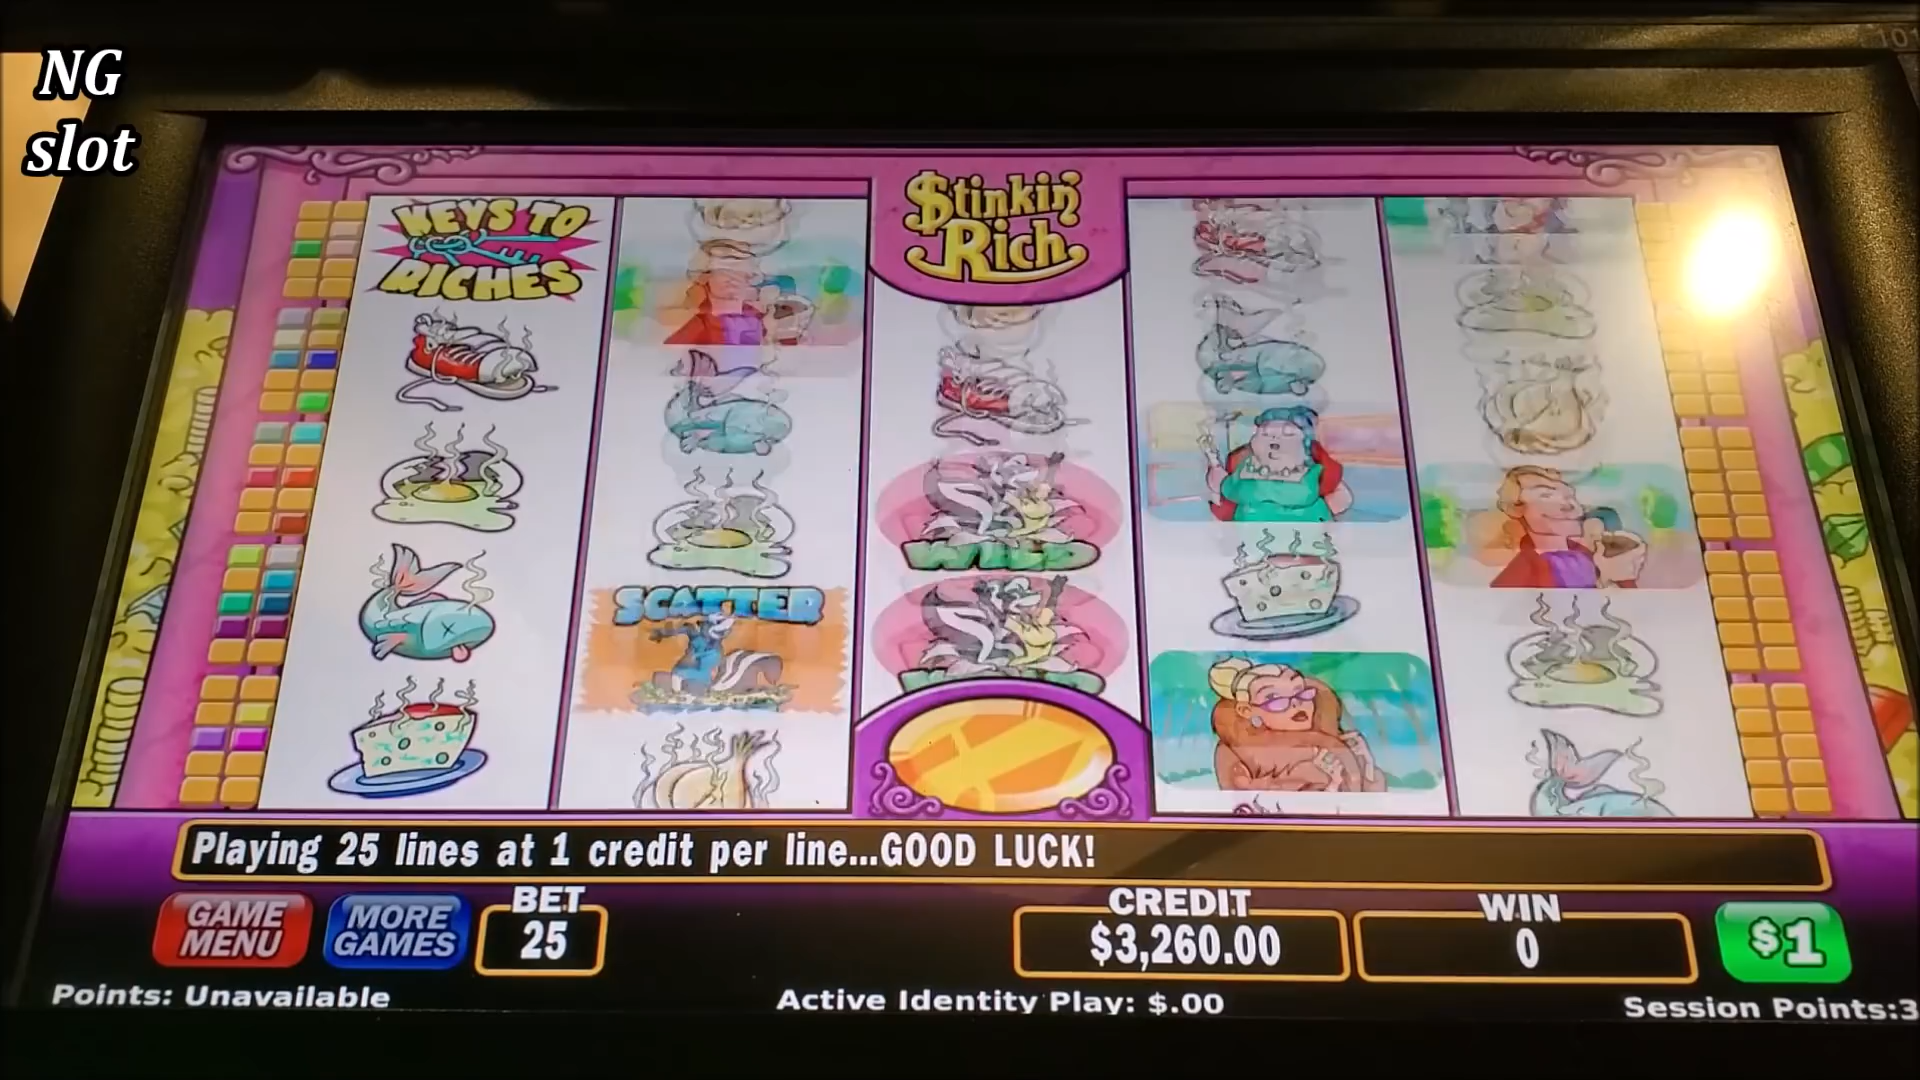 NG
slot
101
$tinkin'
Rich
KEYS TO
RICHES
WILD
SCATTER
WILD
Playing 25 lines at 1 credit per line...GOOD LUCK!
GAME
MENU
MORE
GAMES
BET
25
CREDIT
$3,260.00
WIN
0
$1
Points: Unavailable
Active Identity Play: $.00
Session Points:3